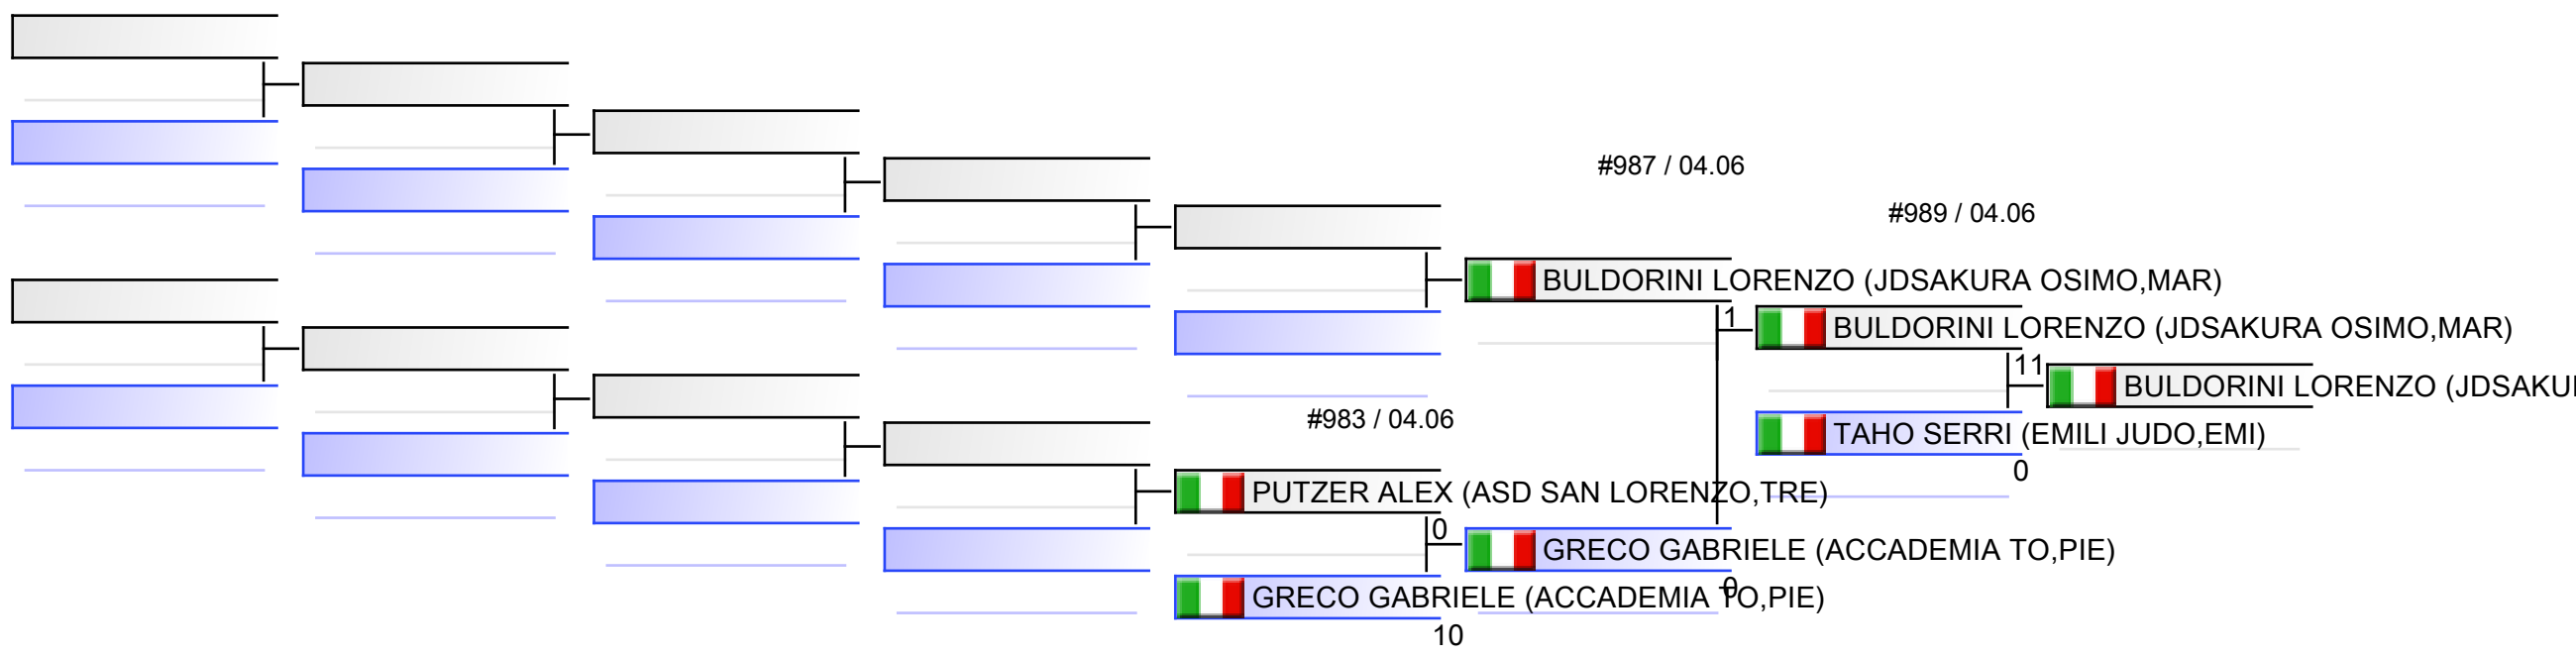 #987 / 04.06
#989 / 04.06
BULDORINI LORENZO (JDSAKURA OSIMO,MAR)
1
BULDORINI LORENZO (JDSAKURA OSIMO,MAR)
11
BULDORINI LORENZO (JDSAKU
#983 / 04.06
TAHO SERRI (EMILI JUDO,EMI)
0
PUTZER ALEX (ASD SAN LORENZO,TRE)
0
GRECO GABRIELE (ACCADEMIA TO,PIE)
0
GRECO GABRIELE (ACCADEMIA TO,PIE)
10